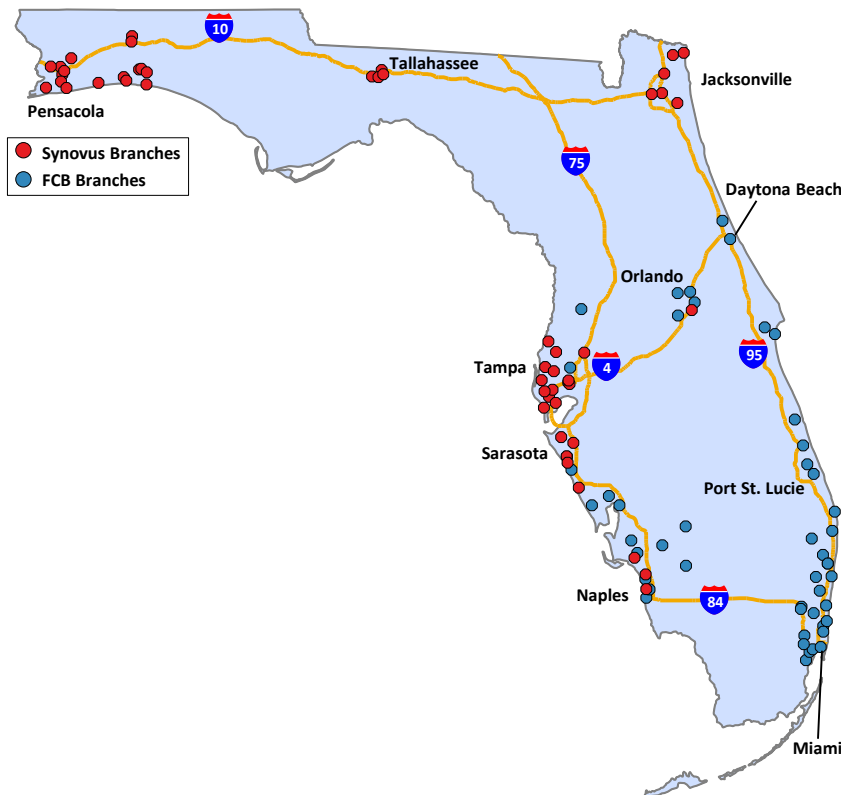 10
Tallahassee
Jacksonville
Pensacola
Synovus Branches
FCB Branches
75
Daytona Beach
Orlando
95
Tampa
4
Sarasota
Port St. Lucie
Naples
84
Miami